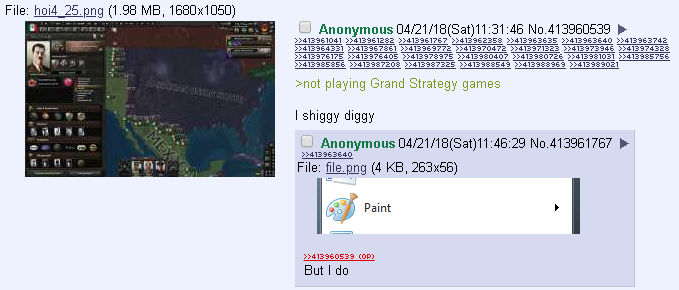 File: hoi4_25.png (1.98 MB, 1680x1050)
Anonymous 04/21/18(Sat)11:31:46 No.413960539 ▶
>>413961041 >>413961282 >>413961767 >>413962358 >>413963635 >>413963640 >>413963742
>>413964331 >>413967861 >>413969772 >>413970472 >>413971323 >>413973946 >>413974328
>>413976175 >>413976405 >>413978975 >>413980407 >>413980726 >>413981031 >>413985756
>>413985856 >>413987208 >>413987325 >>413988549 >>413988969 >>413989021
>not playing Grand Strategy games
I shiggy diggy
Anonymous 04/21/18(Sat)11:46:29 No.413961767 ▶
>>413963640
File: file.png (4 KB, 263x56)
Paint
>>413960539 (OP)
But I do